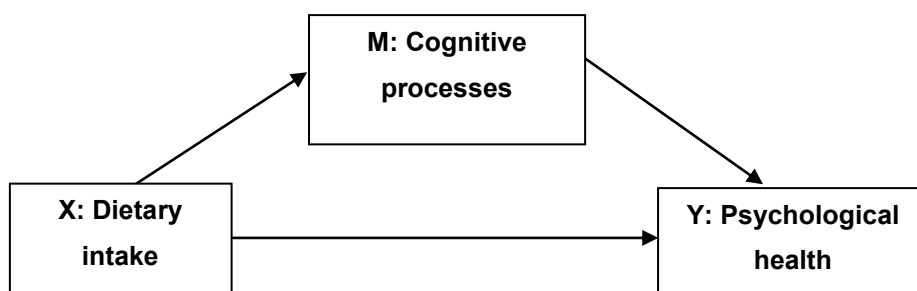 M: Cognitive
processes
X: Dietary
intake
Y: Psychological
health